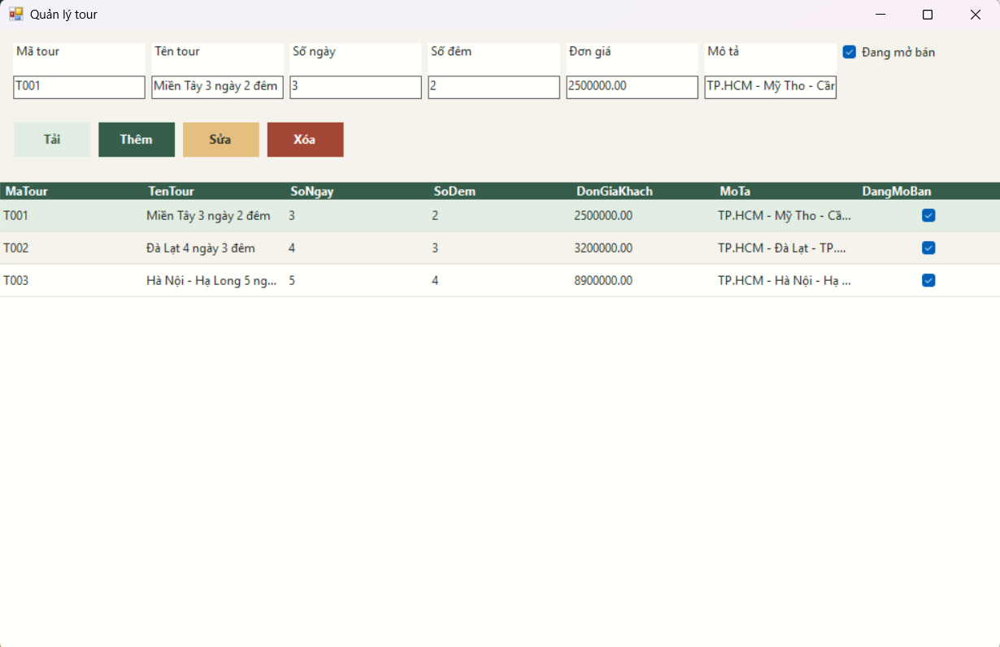 Quản lý tour
Mã tour Tên tour Số ngày Số đêm Đơn giá Mô tả Đang mở bán
T001 Miền Tây 3 ngày 2 đêm 3 2 2500000.00 TP.HCM - Mỹ Tho - Cần
Tải Thêm Sửa Xóa
MaTour TenTour SoNgay SoDem DonGiaKhach MoTa DangMoBan
T001 Miền Tây 3 ngày 2 đêm 3 2 2500000.00 TP.HCM - Mỹ Tho - Cầ...
T002 Đà Lạt 4 ngày 3 đêm 4 3 3200000.00 TP.HCM - Đà Lạt - TP....
T003 Hà Nội - Hạ Long 5 ng... 5 4 8900000.00 TP.HCM - Hà Nội - Hạ ...